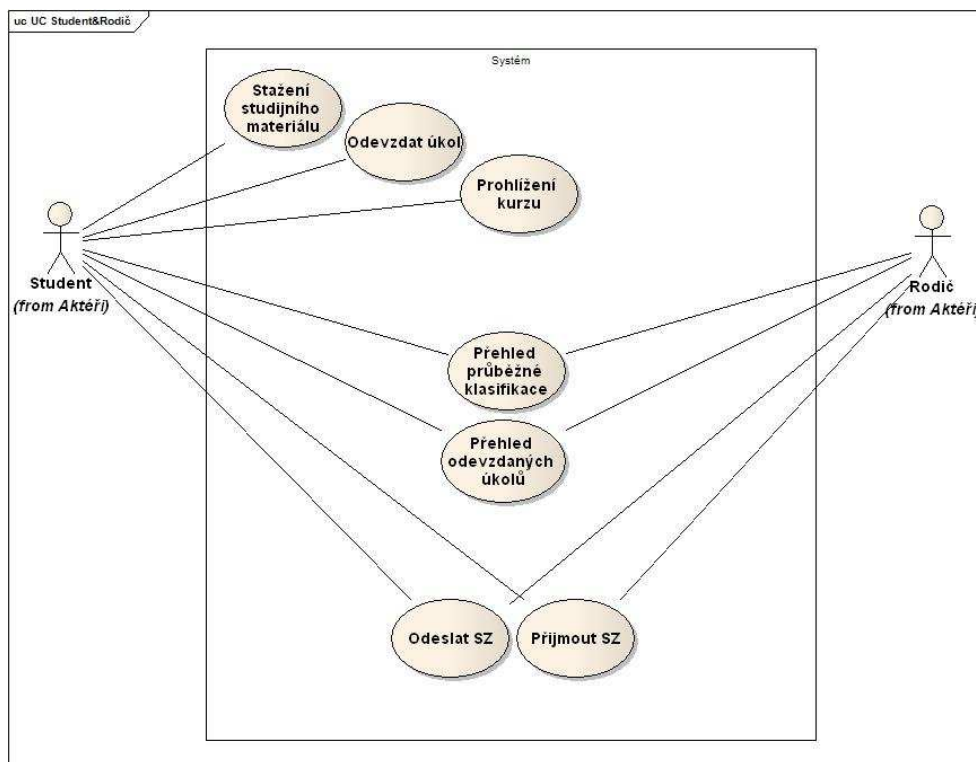 uc UC Student&Rodič
Systém
Stažení
studijního
materiálu
Odevzdat úkol
Prohlížení
kurzu
Student
(from Aktéři)
Rodič
(from Aktéři)
Přehled
průběžné
klasifikace
Přehled
odevzdaných
úkolů
Odeslat SZ
Přijmout SZ